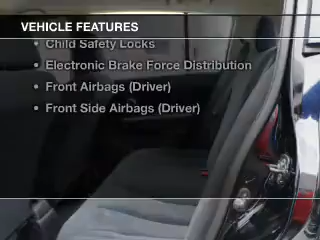 VEHICLE FEATURES
• Child Safety Locks
• Electronic Brake Force Distribution
• Front Airbags (Driver)
• Front Side Airbags (Driver)